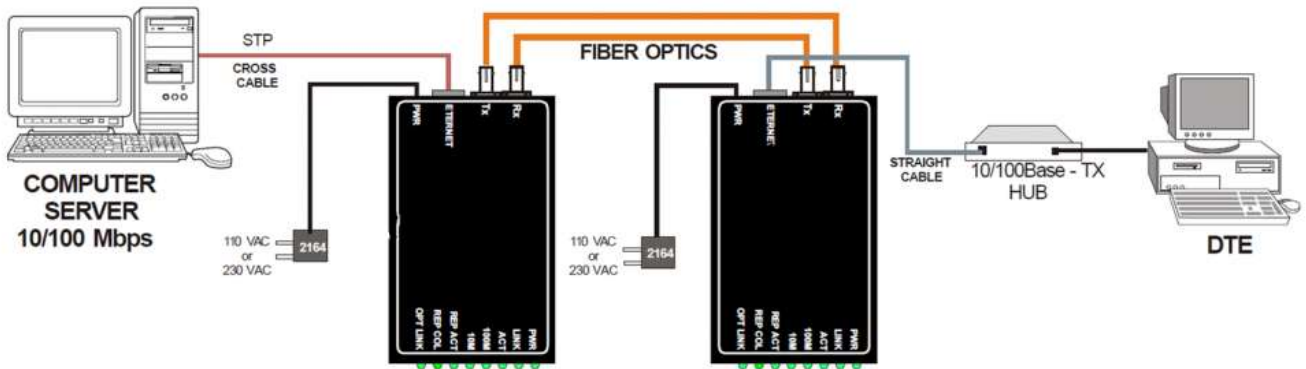 STP
CROSS
CABLE
FIBER OPTICS
PWR
ETERNET
Tx
Rx
PWR
ETERNET
Tx
Rx
COMPUTER
SERVER
10/100 Mbps
110 VAC
or
230 VAC
2164
110 VAC
or
230 VAC
2164
STRAIGHT
CABLE
10/100Base - TX
HUB
DTE
OPT LINK
REP COL
REP ACT
10M
100M
ACT
LINK
PWR
OPT LINK
REP COL
REP ACT
10M
100M
ACT
LINK
PWR